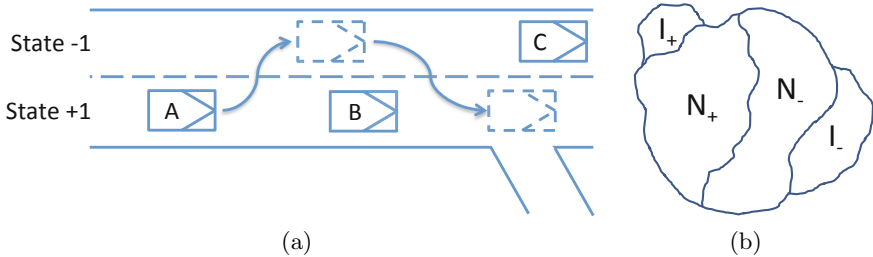 State -1
C
State +1
A
B
(a)
I+
N+
N-
I-
(b)